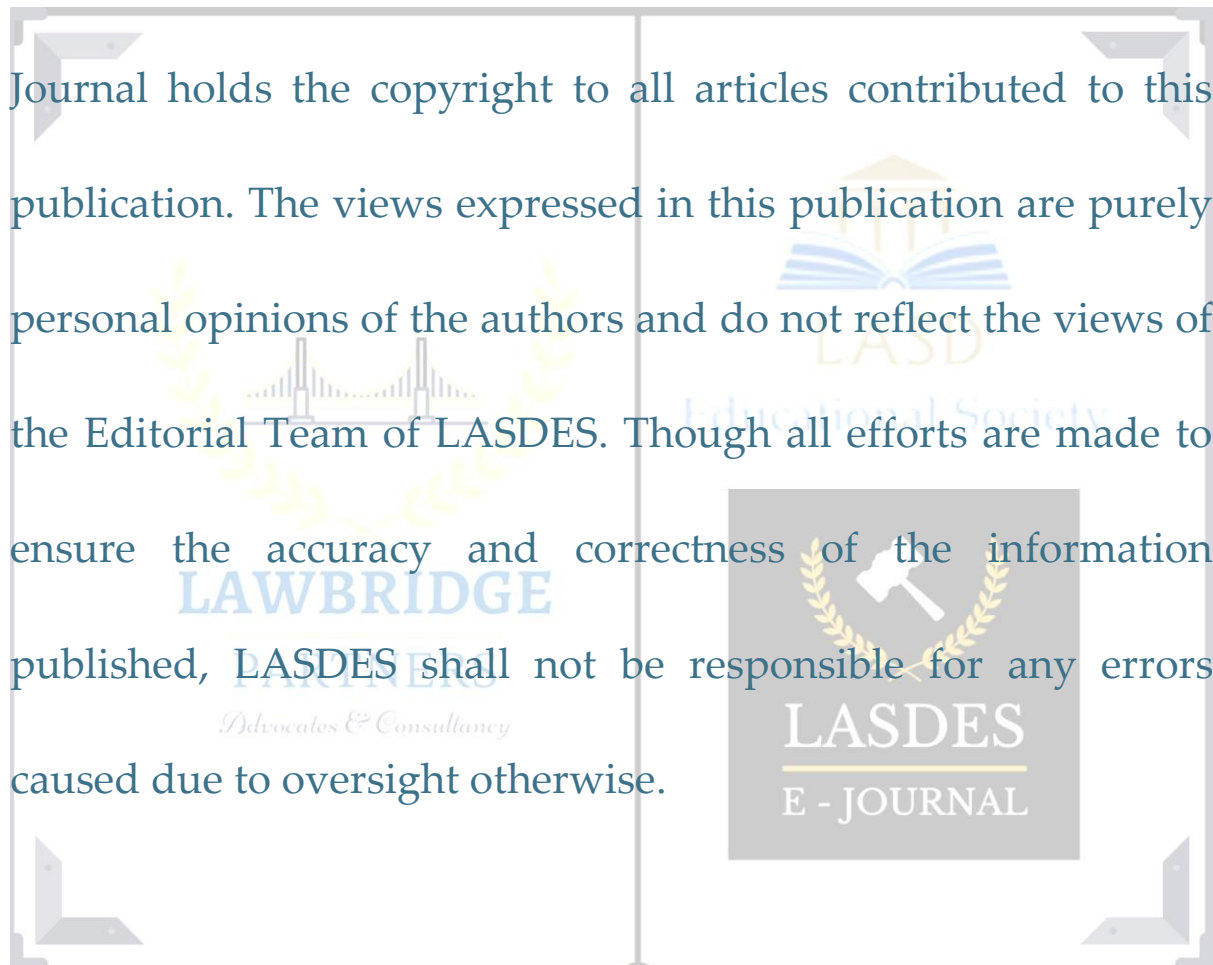 Journal holds the copyright to all articles contributed to this
publication. The views expressed in this publication are purely
personal opinions of the authors and do not reflect the views of
the Editorial Team of LASDES. Though all efforts are made to
ensure the accuracy and correctness of the information
published, LASDES shall not be responsible for any errors
caused due to oversight otherwise.
LASD
Educational Society
LAWBRIDGE
PARTNERS
Advocates & Consultancy
LASDES
E - JOURNAL